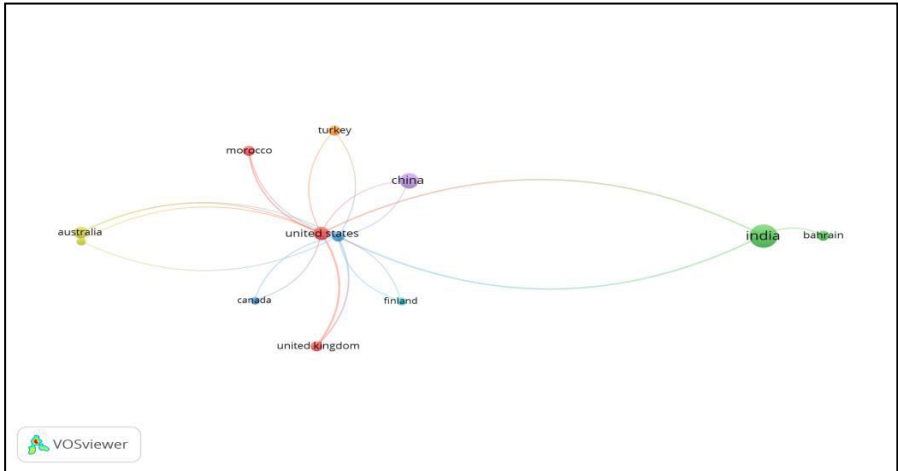 turkey
morocco
china
australia
united states
india
bahrain
canada
finland
united kingdom
VOSviewer